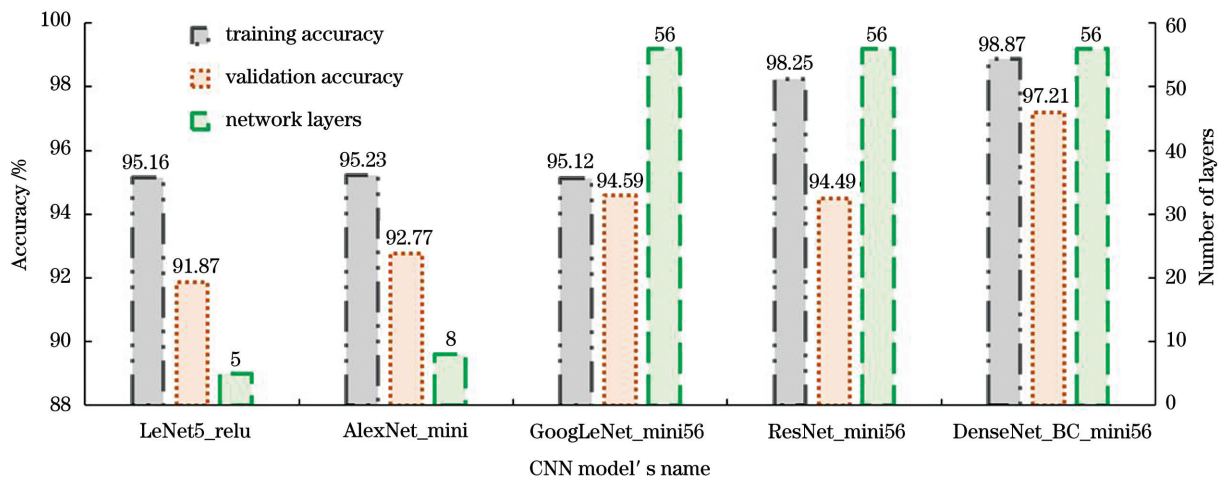 training accuracy
validation accuracy
network layers
Accuracy /%
100
98
96
94
92
90
88
Number of layers
60
50
40
30
20
10
0
95.16
91.87
5
95.23
92.77
8
95.12
94.59
56
98.25
94.49
56
98.87
97.21
56
LeNet5_relu
AlexNet_mini
GoogLeNet_mini56
ResNet_mini56
DenseNet_BC_mini56
CNN model′ s name